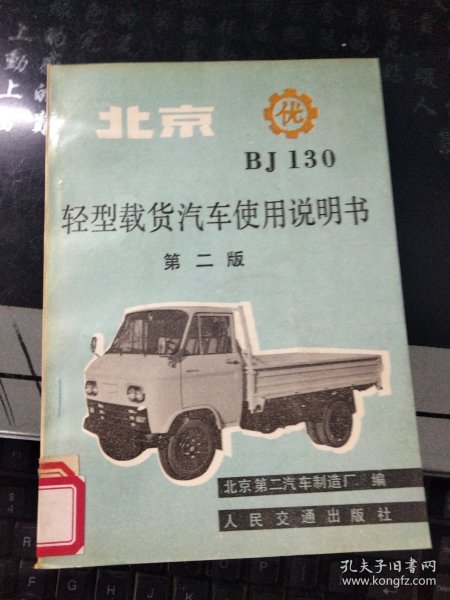 北京
优
BJ 130
轻型载货汽车使用说明书
第二版
北京第二汽车制造厂 编
人民交通出版社
孔夫子旧书网
www.kongfz.com